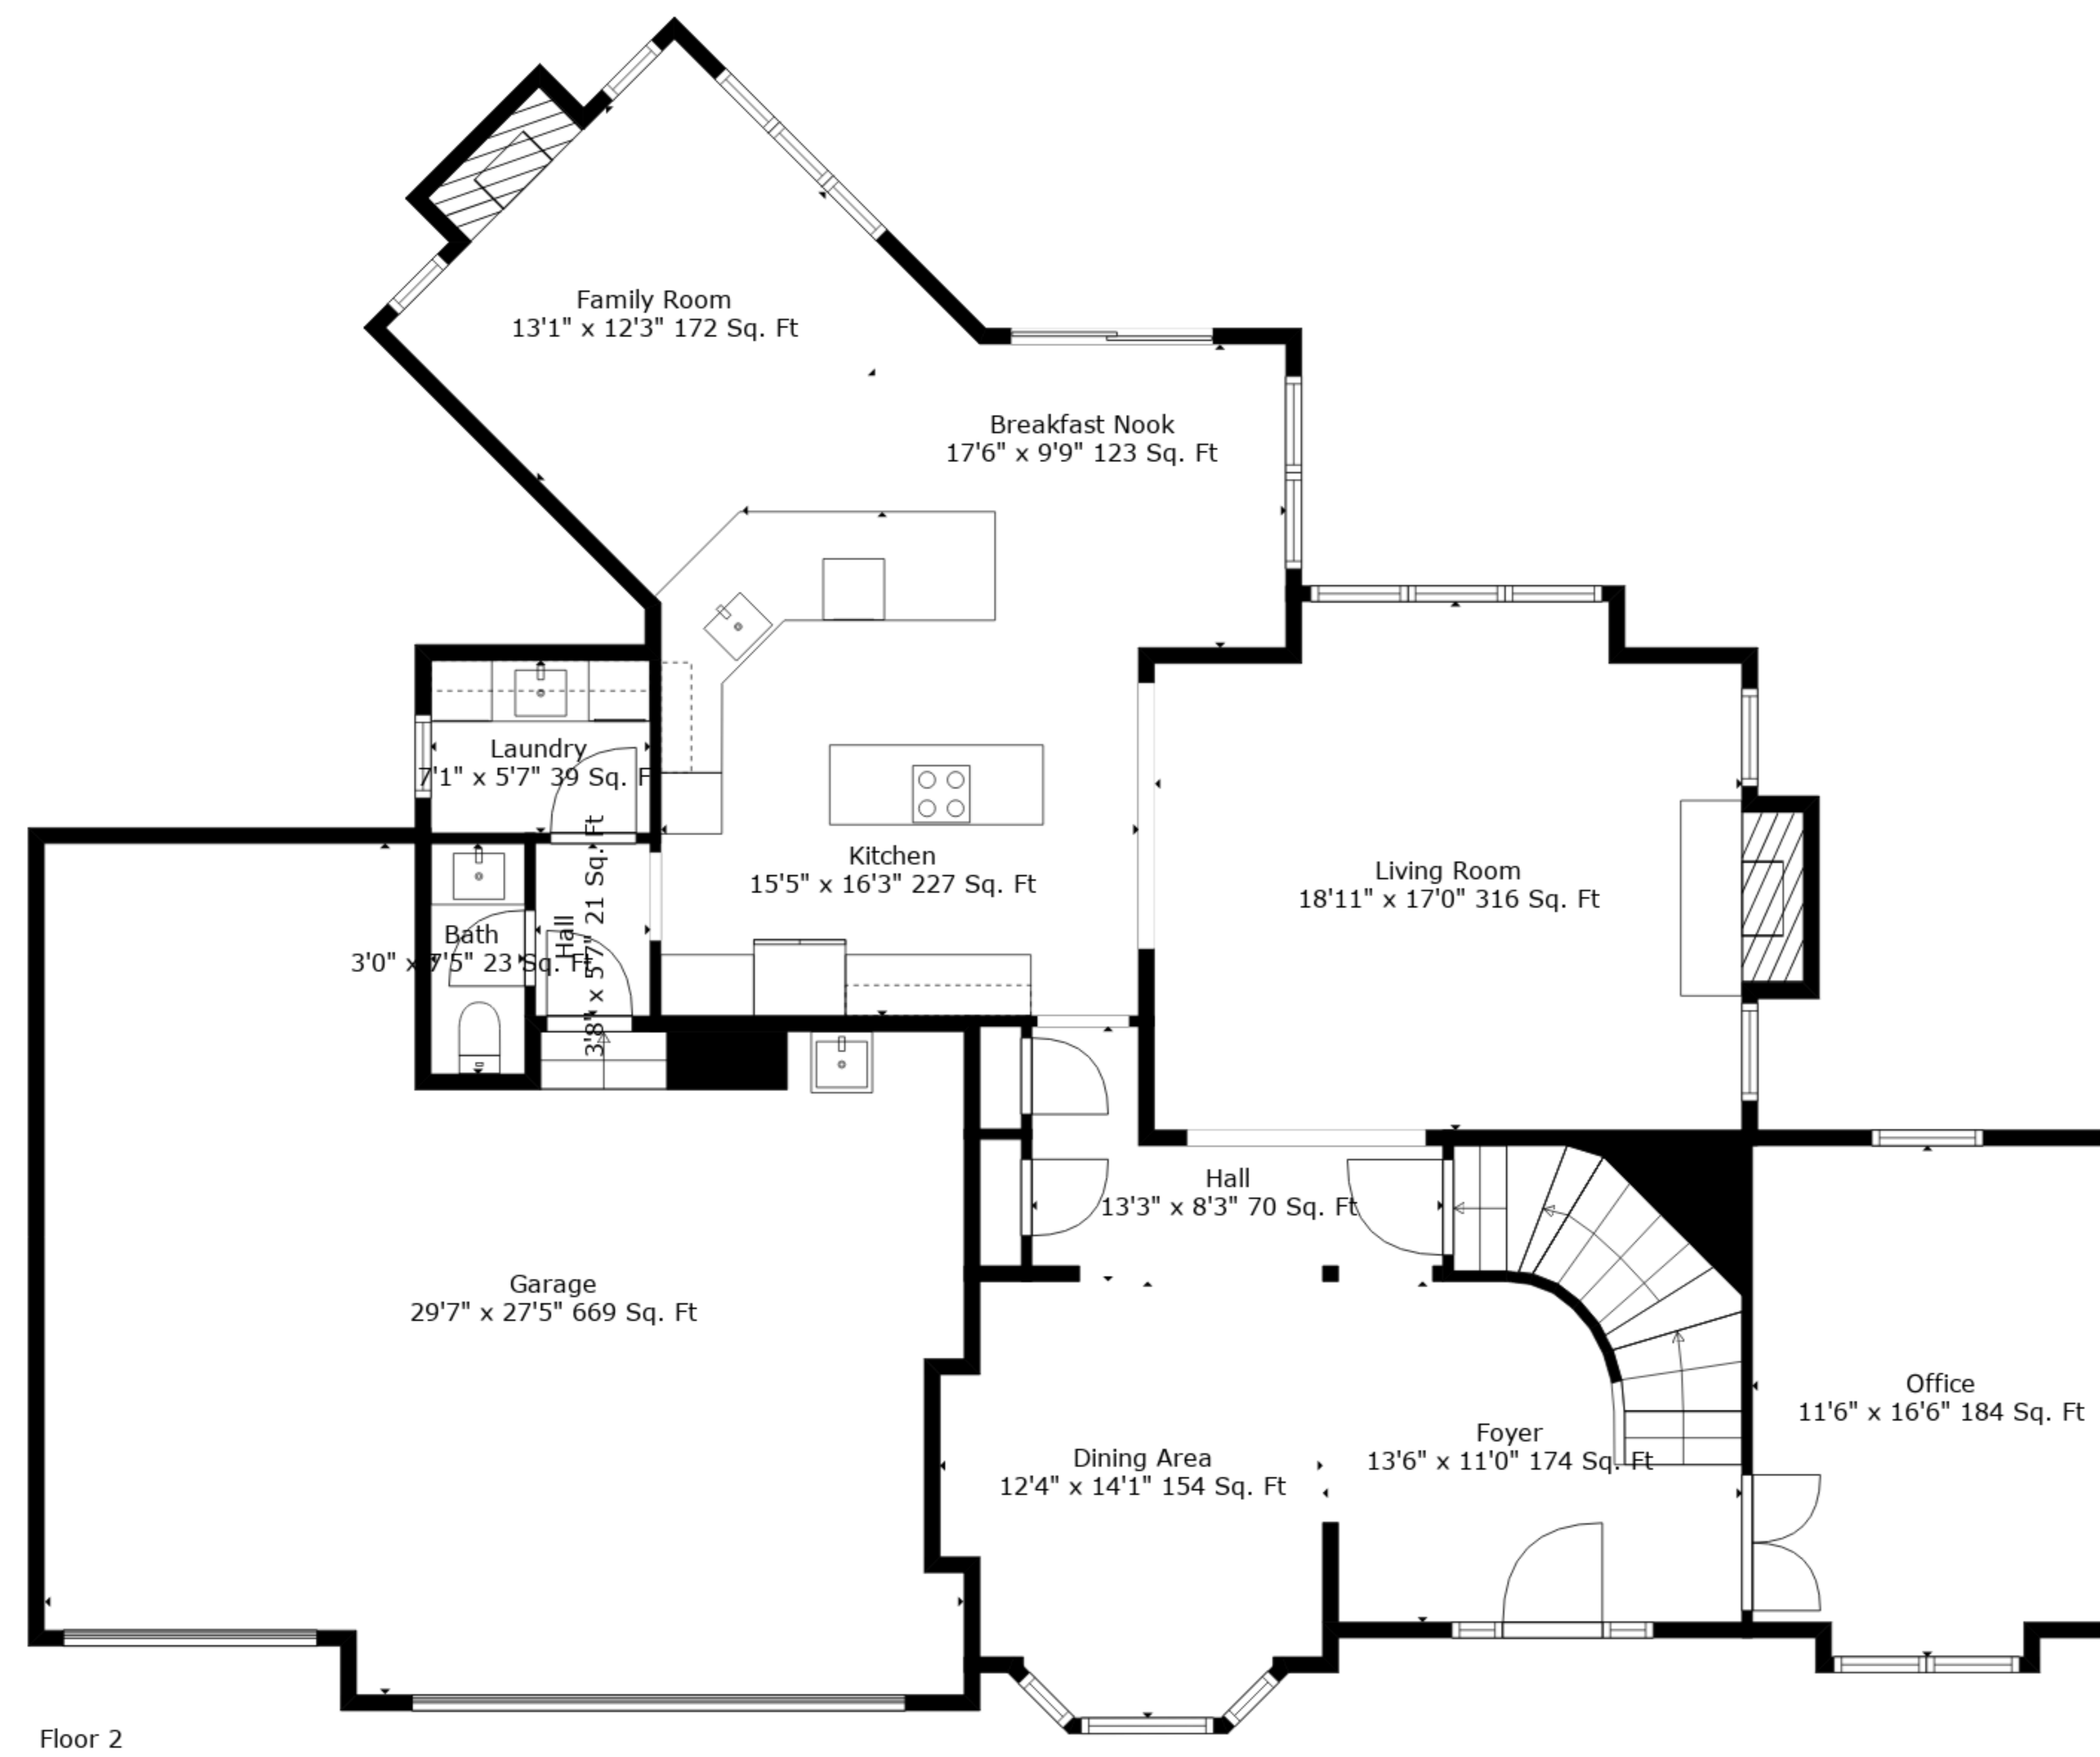 Family Room
13'1" x 12'3" 172 Sq. Ft
Breakfast Nook
17'6" x 9'9" 123 Sq. Ft
Laundry
7'1" x 5'7" 39 Sq. Ft
Kitchen
15'5" x 16'3" 227 Sq. Ft
Living Room
18'11" x 17'0" 316 Sq. Ft
Bath
3'0" x 7'5" 23 Sq. Ft
Hall
3'8" x 5'7" 21 Sq. Ft
Hall
13'3" x 8'3" 70 Sq. Ft
Garage
29'7" x 27'5" 669 Sq. Ft
Office
11'6" x 16'6" 184 Sq. Ft
Foyer
13'6" x 11'0" 174 Sq. Ft
Dining Area
12'4" x 14'1" 154 Sq. Ft
Floor 2